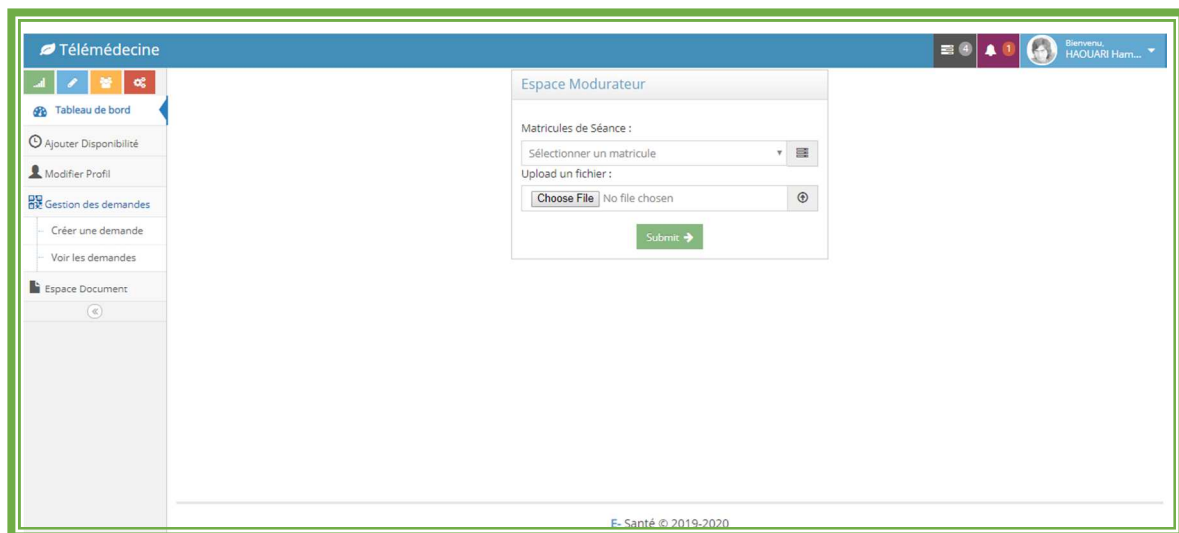 Télémédecine
4
1
Bienvenu,
HAOUARI Ham...
Tableau de bord
Ajouter Disponibilité
Modifier Profil
Gestion des demandes
Créer une demande
Voir les demandes
Espace Document
Espace Modurateur
Matricules de Séance :
Sélectionner un matricule
Upload un fichier :
Choose File No file chosen
Submit
E- Santé © 2019-2020